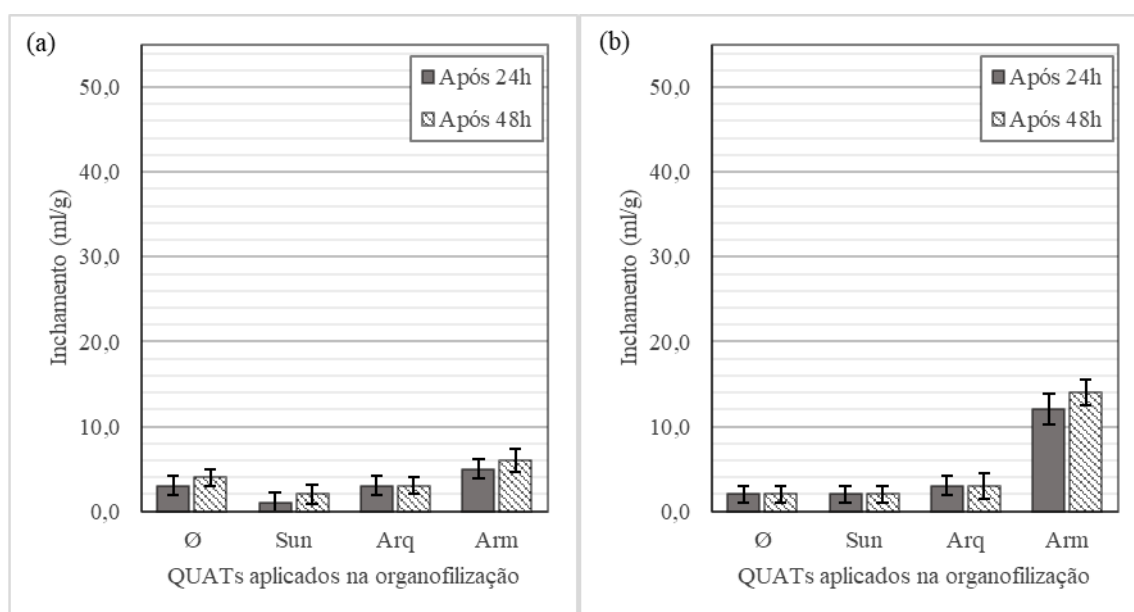 (a)
Após 24h
Após 48h
50,0
40,0
30,0
20,0
10,0
0,0
Inchamento (ml/g)
Ø Sun Arq Arm
QUATs aplicados na organofilização
(b)
Após 24h
Após 48h
50,0
40,0
30,0
20,0
10,0
0,0
Inchamento (ml/g)
Ø Sun Arq Arm
QUATs aplicados na organofilização